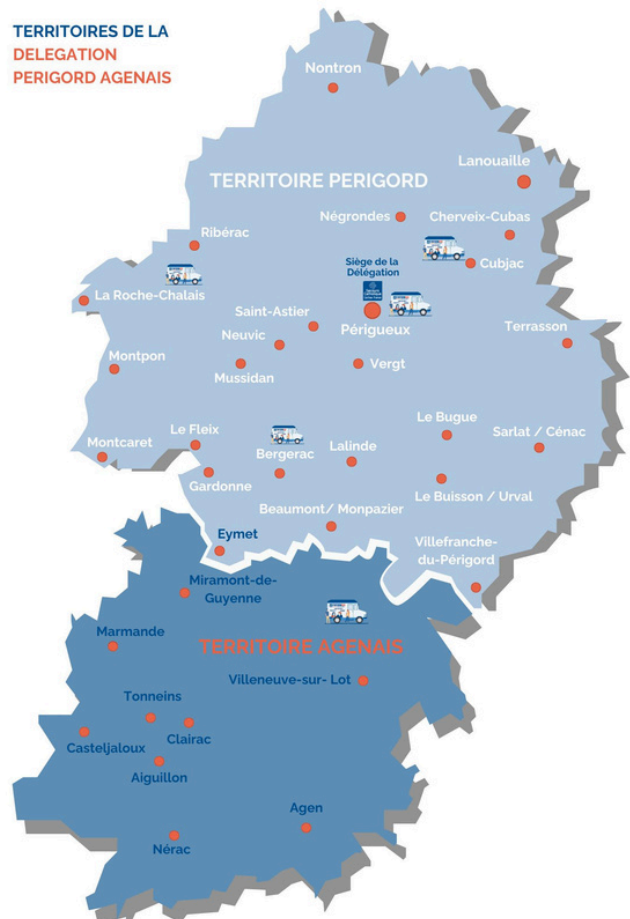 TERRITOIRES DE LA
DELEGATION
PERIGORD AGENAIS
Nontron
TERRITOIRE PERIGORD
Lanouaille
Négrondes
Cherveix-Cubas
Ribérac
Siège de la
Délégation
Cubjac
La Roche-Chalais
Saint-Astier
Périgueux
Terrasson
Neuvic
Montpon
Mussidan
Vergt
Le Fleix
Le Bugue
Sarlat / Cénac
Montcaret
Bergerac
Lalinde
Gardonne
Le Buisson / Urval
Beaumont/ Monpazier
Eymet
Villefranche-
du-Périgord
Miramont-de-
Guyenne
Marmande
TERRITOIRE AGENAIS
Villeneuve-sur- Lot
Tonneins
Clairac
Casteljaloux
Aiguillon
Agen
Nérac